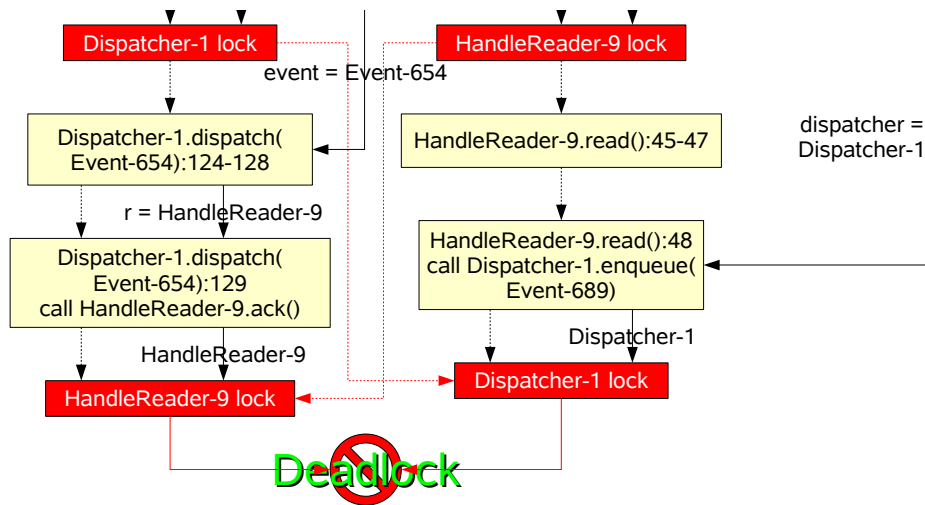 Dispatcher-1 lock
HandleReader-9 lock
event = Event-654
Dispatcher-1.dispatch(
Event-654):124-128
HandleReader-9.read():45-47
dispatcher =
Dispatcher-1
r = HandleReader-9
Dispatcher-1.dispatch(
Event-654):129
call HandleReader-9.ack()
HandleReader-9.read():48
call Dispatcher-1.enqueue(
Event-689)
HandleReader-9
Dispatcher-1
HandleReader-9 lock
Dispatcher-1 lock
Deadlock